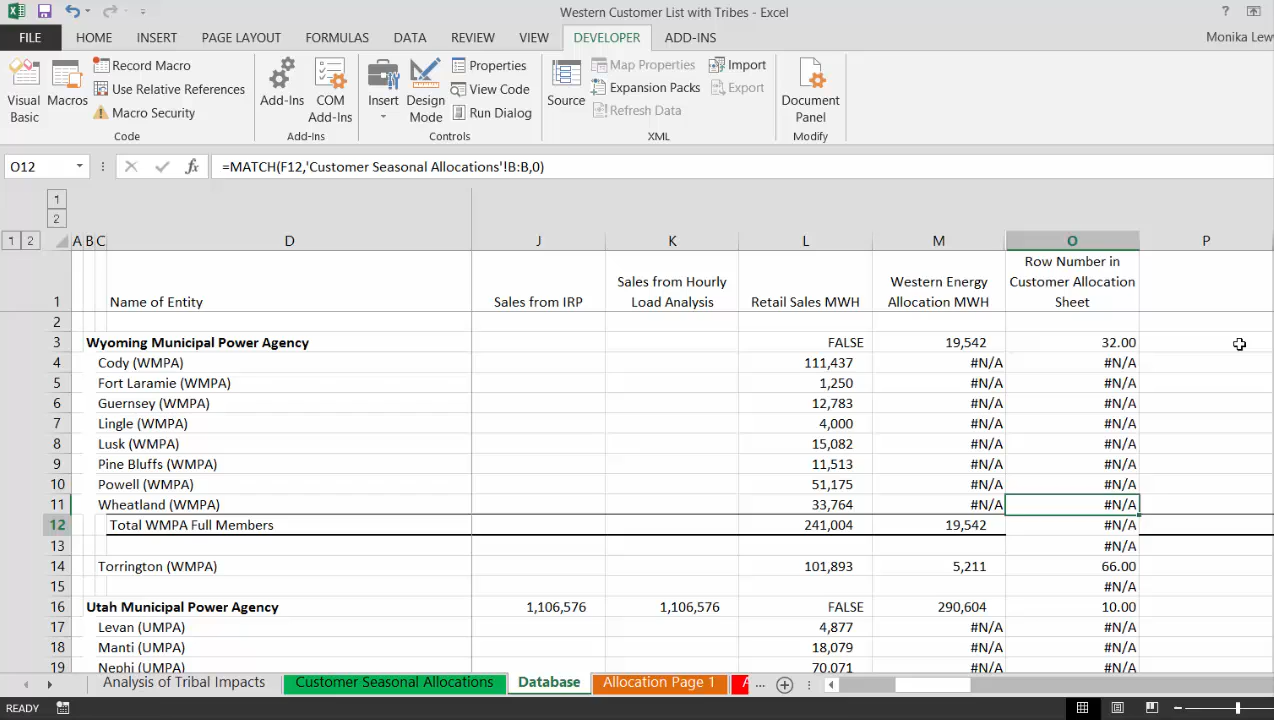 Western Customer List with Tribes - Excel
?
FILE HOME INSERT PAGE LAYOUT FORMULAS DATA REVIEW VIEW DEVELOPER ADD-INS Monika Lew
Visual Basic
Macros
Record Macro
Use Relative References
Macro Security
Code
Add-Ins
COM Add-Ins
Add-Ins
Insert
Design Mode
Properties
View Code
Run Dialog
Controls
Source
Map Properties
Expansion Packs
Refresh Data
Import
Export
XML
Document Panel
Modify
O12 fx =MATCH(F12,'Customer Seasonal Allocations'!B:B,0)
1
2
1 2 A B C D J K L M O P
1 Name of Entity Sales from IRP Sales from Hourly Load Analysis Retail Sales MWH Western Energy Allocation MWH Row Number in Customer Allocation Sheet
2
3 Wyoming Municipal Power Agency FALSE 19,542 32.00
4 Cody (WMPA) 111,437 #N/A #N/A
5 Fort Laramie (WMPA) 1,250 #N/A #N/A
6 Guernsey (WMPA) 12,783 #N/A #N/A
7 Lingle (WMPA) 4,000 #N/A #N/A
8 Lusk (WMPA) 15,082 #N/A #N/A
9 Pine Bluffs (WMPA) 11,513 #N/A #N/A
10 Powell (WMPA) 51,175 #N/A #N/A
11 Wheatland (WMPA) 33,764 #N/A #N/A
12 Total WMPA Full Members 241,004 19,542 #N/A
13 #N/A
14 Torrington (WMPA) 101,893 5,211 66.00
15 #N/A
16 Utah Municipal Power Agency 1,106,576 1,106,576 FALSE 290,604 10.00
17 Levan (UMPA) 4,877 #N/A #N/A
18 Manti (UMPA) 18,079 #N/A #N/A
19 Nephi (UMPA) 70,071 #N/A #N/A
Analysis of Tribal Impacts Customer Seasonal Allocations Database Allocation Page 1 A ...
READY